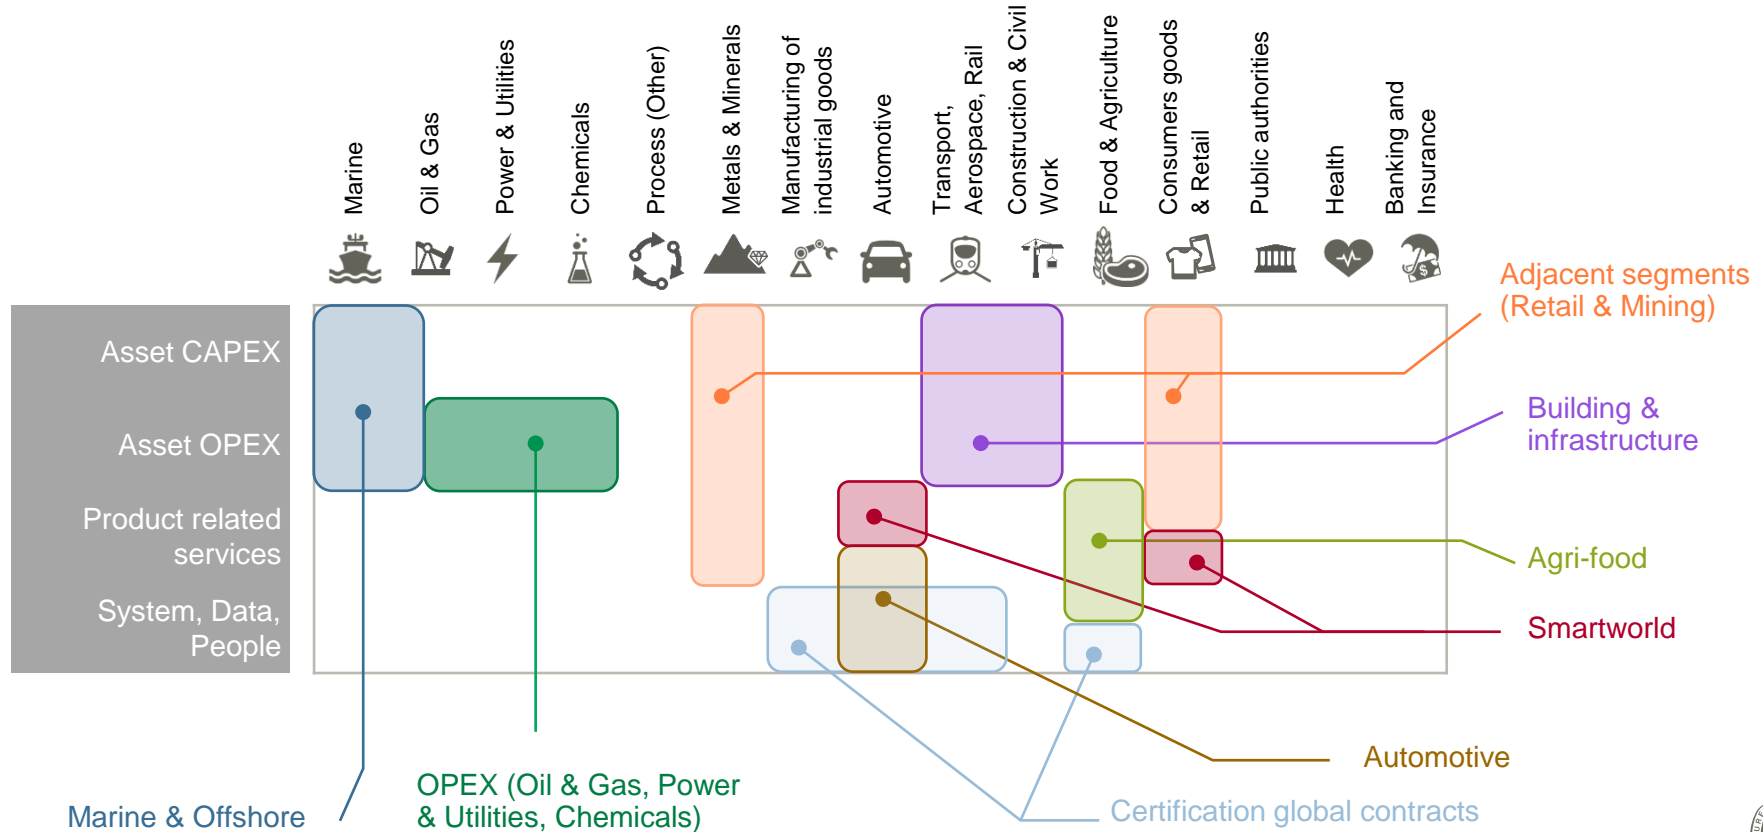 Marine
Oil & Gas
Power & Utilities
Chemicals
Process (Other)
Metals & Minerals
Manufacturing of
industrial goods
Automotive
Transport,
Aerospace, Rail
Construction & Civil
Work
Food & Agriculture
Consumers goods
& Retail
Public authorities
Health
Banking and
Insurance
Asset CAPEX
Asset OPEX
Product related
services
System, Data,
People
Adjacent segments
(Retail & Mining)
Building &
infrastructure
Agri-food
Smartworld
Automotive
Certification global contracts
OPEX (Oil & Gas, Power
& Utilities, Chemicals)
Marine & Offshore